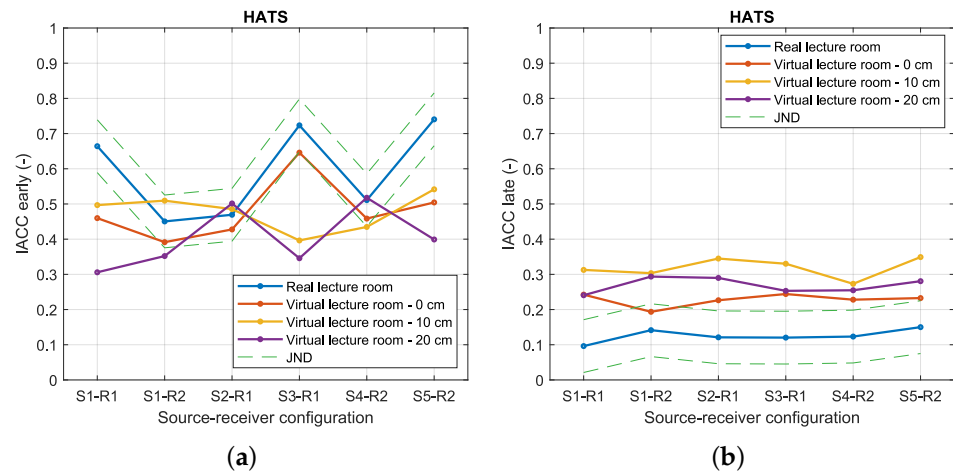 HATS
1
0.9
0.8
0.7
0.6
0.5
0.4
0.3
0.2
0.1
0
IACC early (-)
Real lecture room
Virtual lecture room - 0 cm
Virtual lecture room - 10 cm
Virtual lecture room - 20 cm
JND
S1-R1 S1-R2 S2-R1 S3-R1 S4-R2 S5-R2
Source-receiver configuration
(a)
HATS
1
0.9
0.8
0.7
0.6
0.5
0.4
0.3
0.2
0.1
0
IACC late (-)
Real lecture room
Virtual lecture room - 0 cm
Virtual lecture room - 10 cm
Virtual lecture room - 20 cm
JND
S1-R1 S1-R2 S2-R1 S3-R1 S4-R2 S5-R2
Source-receiver configuration
(b)